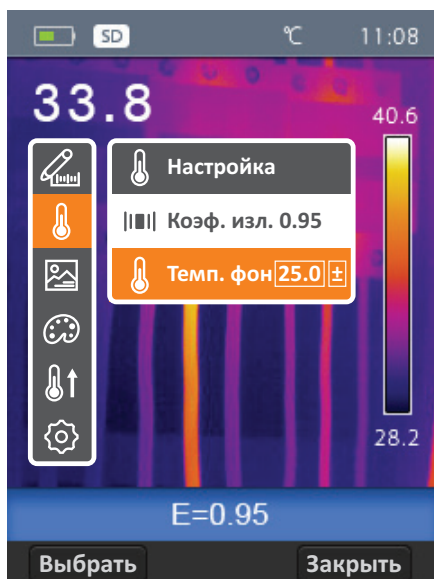 SD °C 11:08
33.8
40.6
Настройка
Коэф. изл. 0.95
Темп. фон 25.0 ±
28.2
E=0.95
Выбрать Закрыть